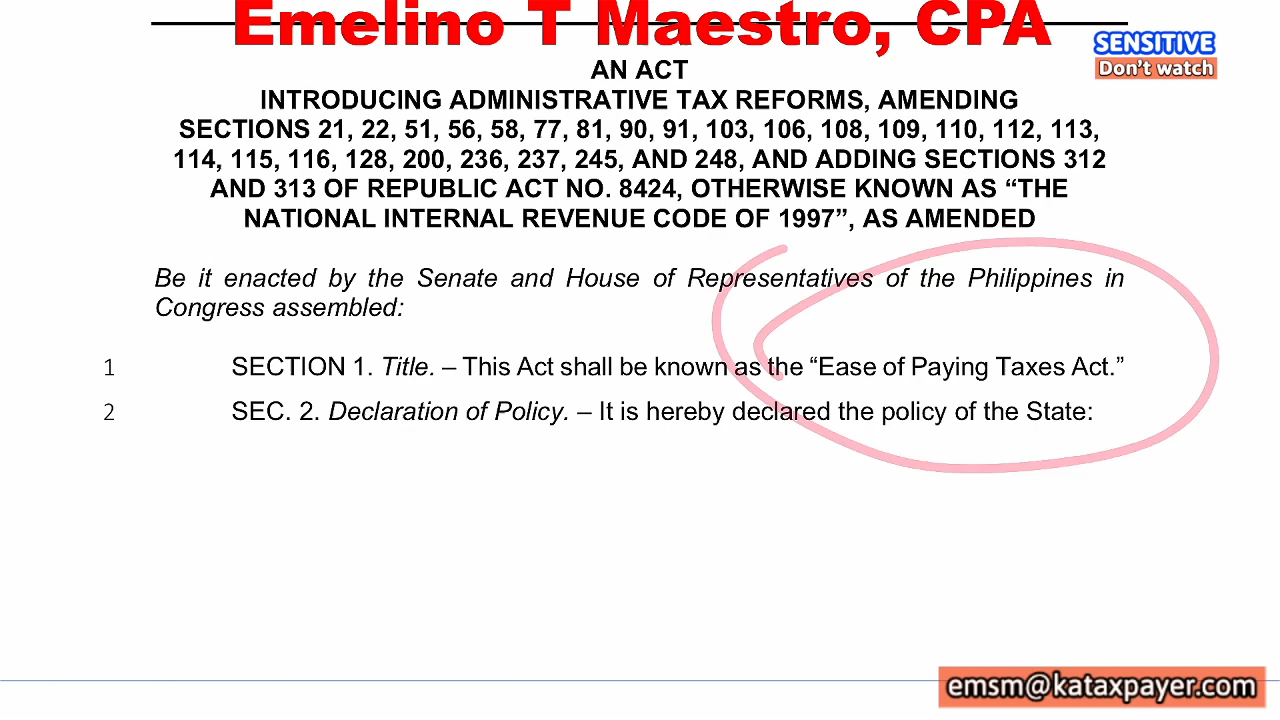 Emelino T Maestro, CPA
SENSITIVE
Don't watch
AN ACT
INTRODUCING ADMINISTRATIVE TAX REFORMS, AMENDING
SECTIONS 21, 22, 51, 56, 58, 77, 81, 90, 91, 103, 106, 108, 109, 110, 112, 113,
114, 115, 116, 128, 200, 236, 237, 245, AND 248, AND ADDING SECTIONS 312
AND 313 OF REPUBLIC ACT NO. 8424, OTHERWISE KNOWN AS “THE
NATIONAL INTERNAL REVENUE CODE OF 1997”, AS AMENDED
Be it enacted by the Senate and House of Representatives of the Philippines in
Congress assembled:
1 SECTION 1. Title. – This Act shall be known as the “Ease of Paying Taxes Act.”
2 SEC. 2. Declaration of Policy. – It is hereby declared the policy of the State:
emsm@kataxpayer.com